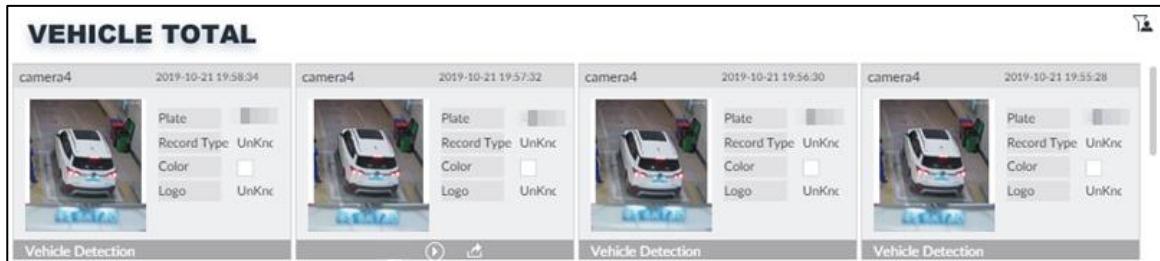 VEHICLE TOTAL
camera4 2019-10-21 19:58:34
Plate
Record Type UnKnc
Color
Logo UnKnc
Vehicle Detection
camera4 2019-10-21 19:57:32
Plate
Record Type UnKnc
Color
Logo UnKnc
camera4 2019-10-21 19:56:30
Plate
Record Type UnKnc
Color
Logo UnKnc
Vehicle Detection
camera4 2019-10-21 19:55:28
Plate
Record Type UnKnc
Color
Logo UnKnc
Vehicle Detection